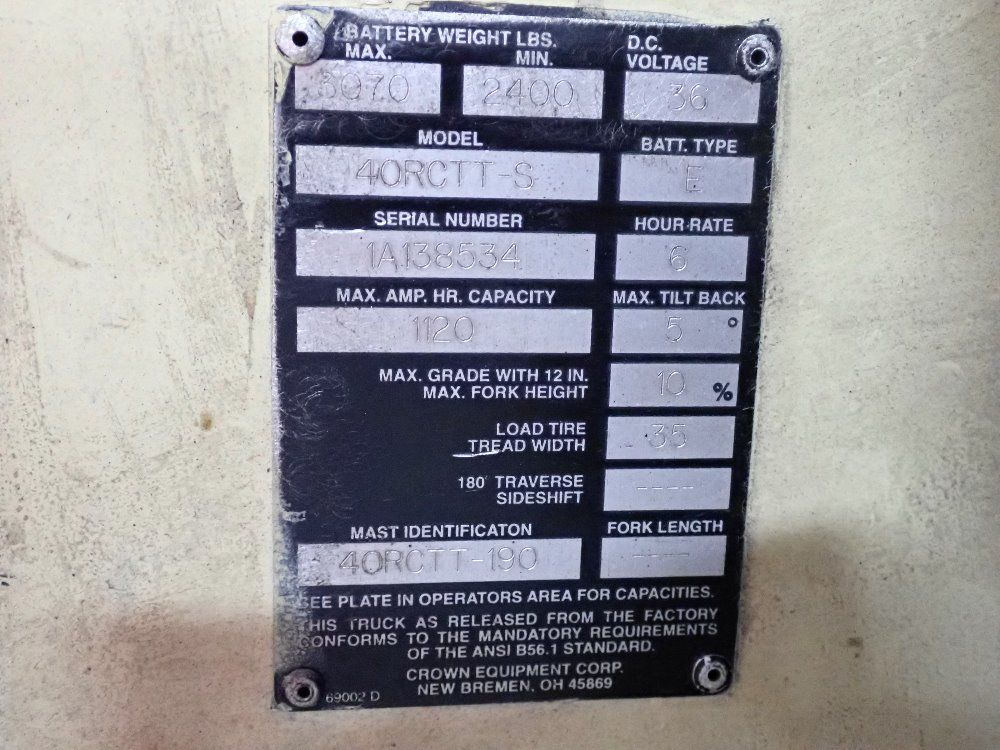 BATTERY WEIGHT LBS.
MAX. MIN.
D.C. VOLTAGE
3070 2400 36
MODEL BATT. TYPE
40RCTT-S E
SERIAL NUMBER HOUR RATE
1A138534 6
MAX. AMP. HR. CAPACITY MAX. TILT BACK
1120 5 °
MAX. GRADE WITH 12 IN.
MAX. FORK HEIGHT
10 %
LOAD TIRE
TREAD WIDTH
35
180° TRAVERSE
SIDESHIFT
----
MAST IDENTIFICATON FORK LENGTH
40RCTT-190 ----
SEE PLATE IN OPERATORS AREA FOR CAPACITIES.
THIS TRUCK AS RELEASED FROM THE FACTORY
CONFORMS TO THE MANDATORY REQUIREMENTS
OF THE ANSI B56.1 STANDARD.
CROWN EQUIPMENT CORP.
NEW BREMEN, OH 45869
69002 D